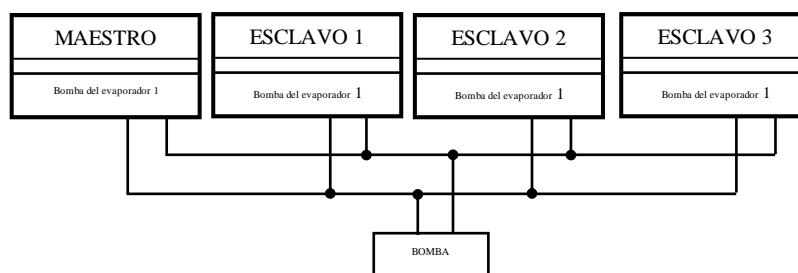 MAESTRO
Bomba del evaporador 1
ESCLAVO 1
Bomba del evaporador 1
ESCLAVO 2
Bomba del evaporador 1
ESCLAVO 3
Bomba del evaporador 1
BOMBA